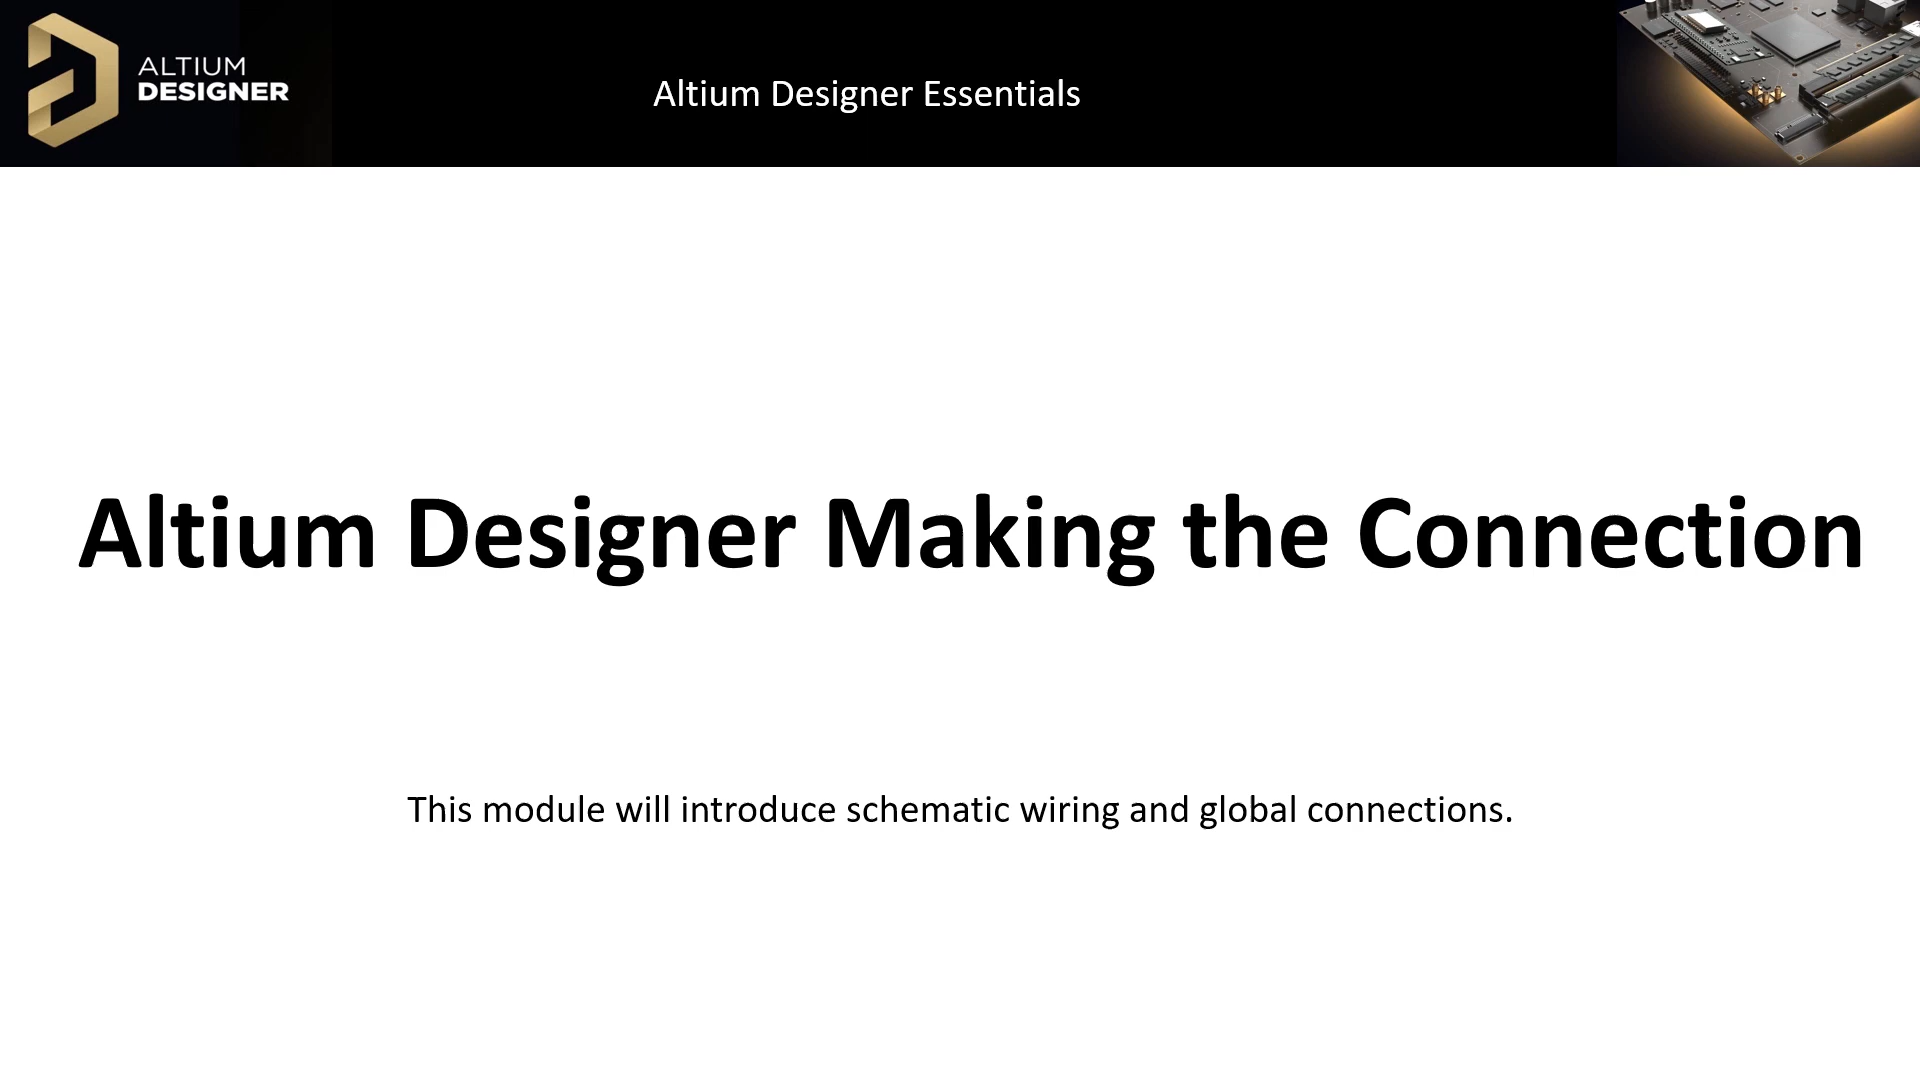 ALTIUM
DESIGNER
Altium Designer Essentials
Altium Designer Making the Connection
This module will introduce schematic wiring and global connections.